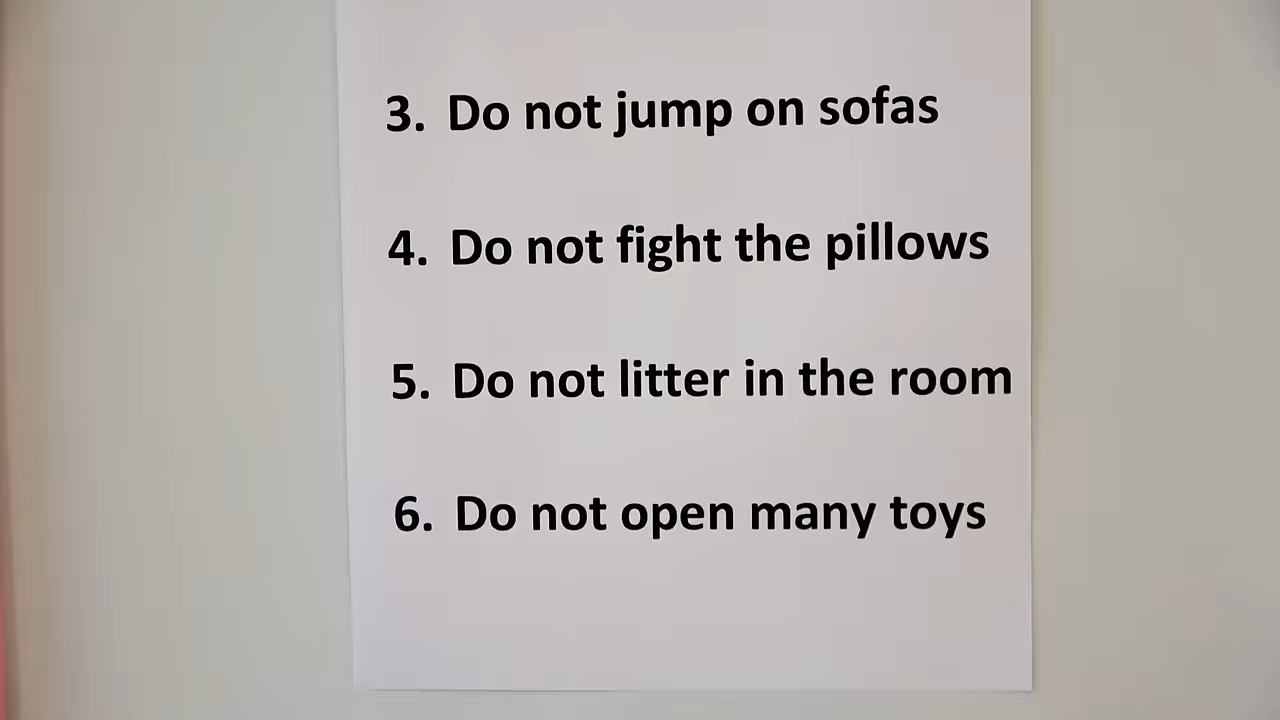 3. Do not jump on sofas
4. Do not fight the pillows
5. Do not litter in the room
6. Do not open many toys